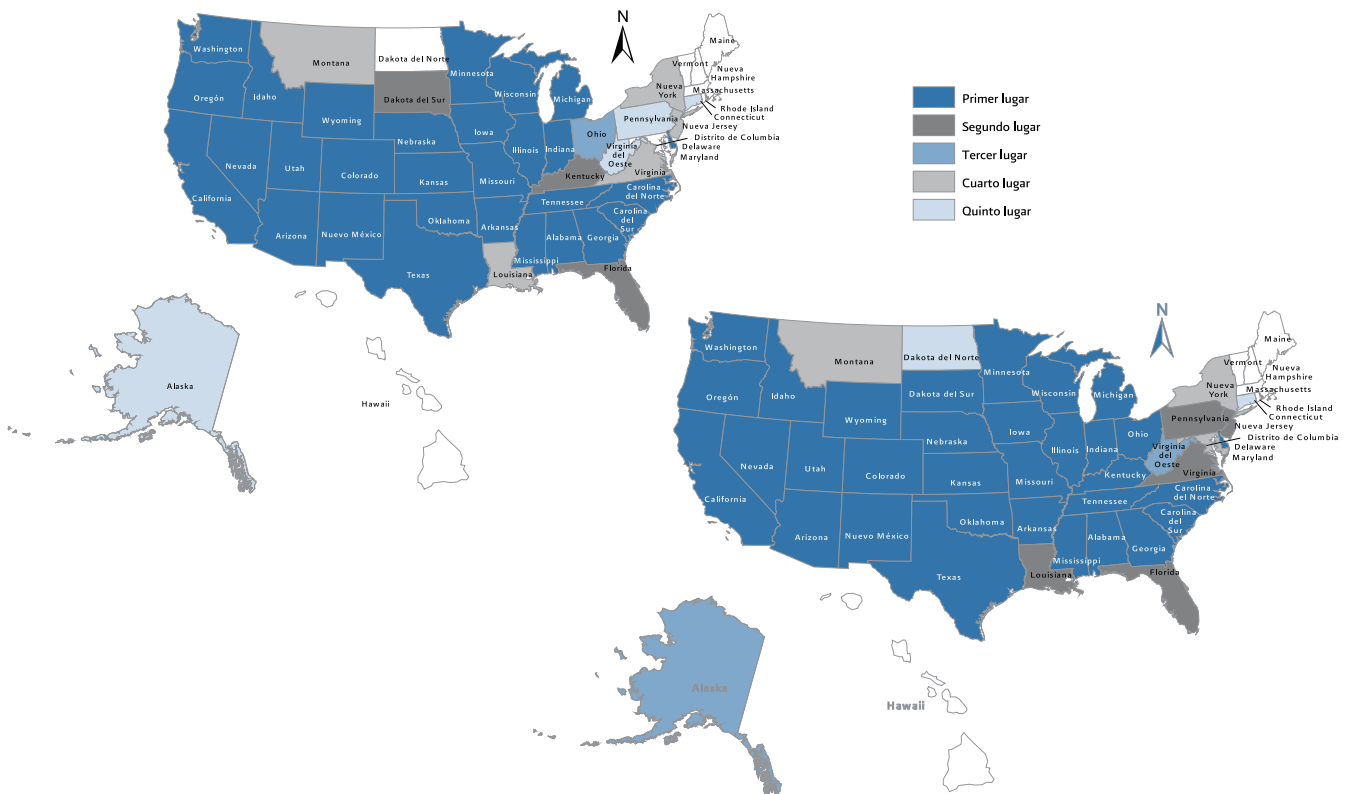 N
Washington
Montana
Dakota del Norte
Minnesota
Maine
Vermont
Nueva
Hampshire
Massachusetts
Rhode Island
Connecticut
Nueva
York
Oregón
Idaho
Wyoming
Dakota del Sur
Wisconsin
Michigan
Pennsylvania
Nueva Jersey
Distrito de Columbia
Delaware
Maryland
Nebraska
Iowa
Illinois
Indiana
Ohio
Virginia
del
Oeste
Virginia
Nevada
Utah
Colorado
Kansas
Missouri
Kentucky
California
Arizona
Nuevo México
Oklahoma
Arkansas
Tennessee
Carolina
del Norte
Carolina
del
Sur
Texas
Louisiana
Mississippi
Alabama
Georgia
Florida
Alaska
Hawaii
Primer lugar
Segundo lugar
Tercer lugar
Cuarto lugar
Quinto lugar
N
Washington
Montana
Dakota del Norte
Minnesota
Maine
Vermont
Nueva
Hampshire
Massachusetts
Rhode Island
Connecticut
Nueva
York
Oregón
Idaho
Wyoming
Dakota del Sur
Wisconsin
Michigan
Pennsylvania
Nueva Jersey
Distrito de Columbia
Delaware
Maryland
Nebraska
Iowa
Illinois
Indiana
Ohio
Virginia
del
Oeste
Virginia
Nevada
Utah
Colorado
Kansas
Missouri
Kentucky
California
Arizona
Nuevo México
Oklahoma
Arkansas
Tennessee
Carolina
del Norte
Carolina
del
Sur
Texas
Louisiana
Mississippi
Alabama
Georgia
Florida
Alaska
Hawaii